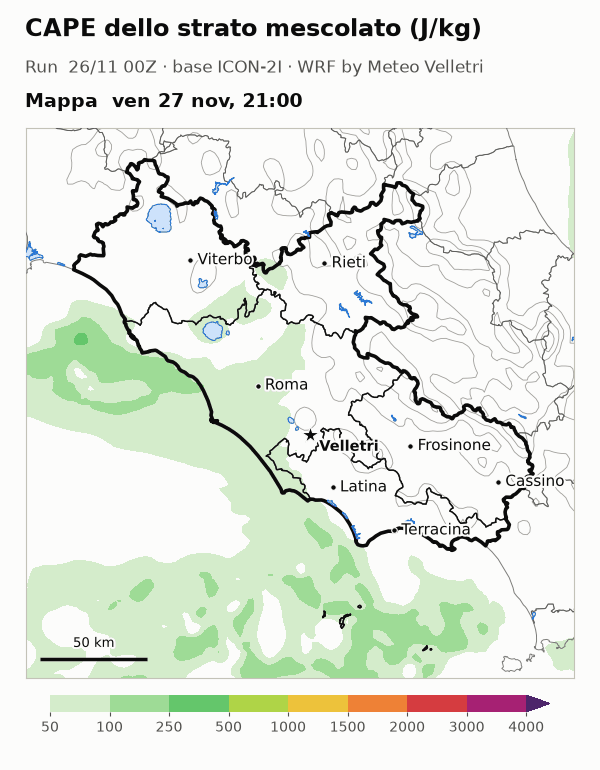 CAPE dello strato mescolato (J/kg)
Run  26/11 00Z · base ICON-2I · WRF by Meteo Velletri
Mappa  ven 27 nov, 21:00
Viterbo
Rieti
Roma
Velletri
Frosinone
Cassino
Latina
Terracina
50 km
50 100 250 500 1000 1500 2000 3000 4000